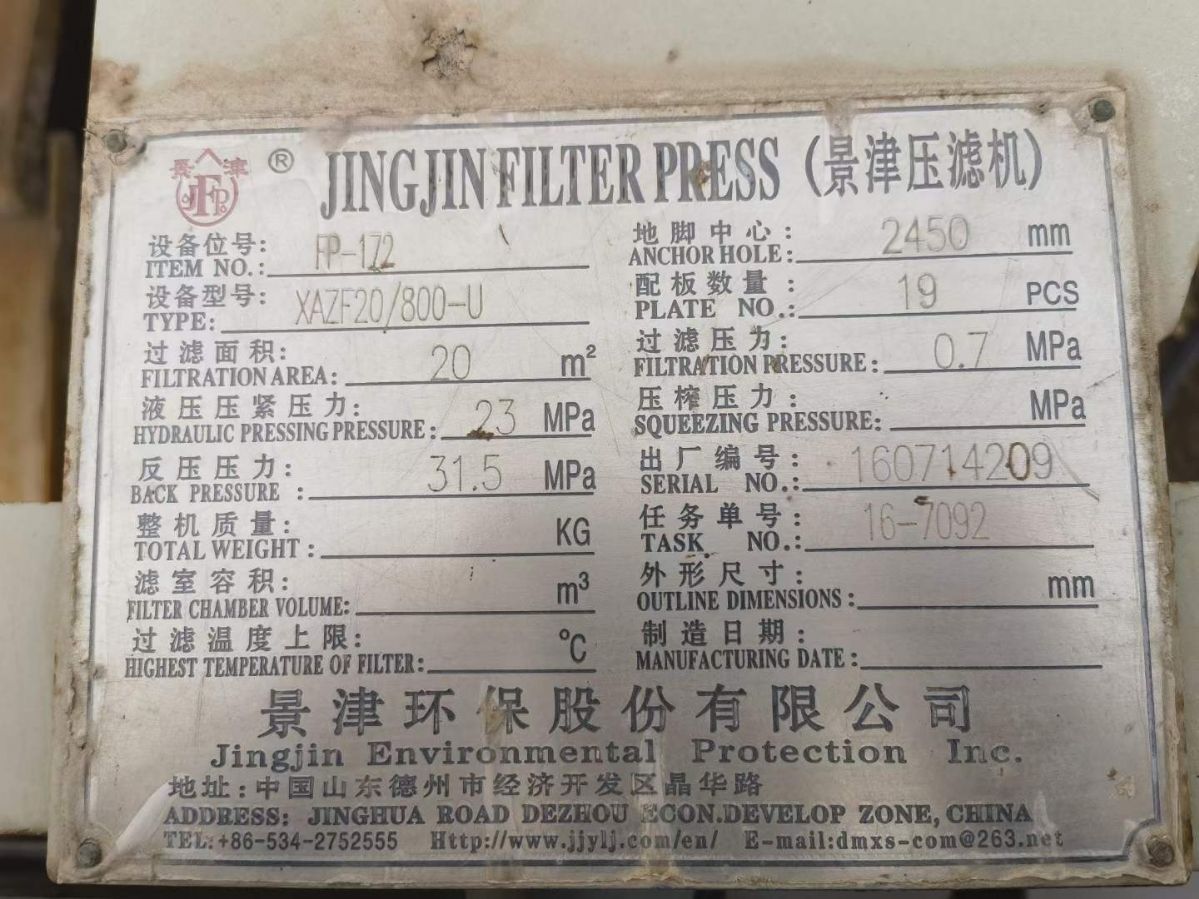 景津 JFP ® JINGJIN FILTER PRESS (景津压滤机)
设备位号: FP-172
ITEM NO.:
设备型号: XAZF20/800-U
TYPE:
过滤面积: 20 m²
FILTRATION AREA:
液压压紧压力: 23 MPa
HYDRAULIC PRESSING PRESSURE:
反压压力: 31.5 MPa
BACK PRESSURE :
整机质量: KG
TOTAL WEIGHT :
滤室容积: m³
FILTER CHAMBER VOLUME:
过滤温度上限: °C
HIGHEST TEMPERATURE OF FILTER:
地脚中心: 2450 mm
ANCHOR HOLE:
配板数量: 19 PCS
PLATE NO.:
过滤压力: 0.7 MPa
FILTRATION PRESSURE:
压榨压力: MPa
SQUEEZING PRESSURE:
出厂编号: 160714209
SERIAL NO.:
任务单号: 16-7092
TASK NO.:
外形尺寸: mm
OUTLINE DIMENSIONS:
制造日期:
MANUFACTURING DATE:
景津环保股份有限公司
Jingjin Environmental Protection Inc.
地址:中国山东德州市经济开发区晶华路
ADDRESS: JINGHUA ROAD DEZHOU ECON.DEVELOP ZONE, CHINA
TEL:+86-534-2752555 Http://www.jjylj.com/en/ E-mail:dmxs-com@263.net